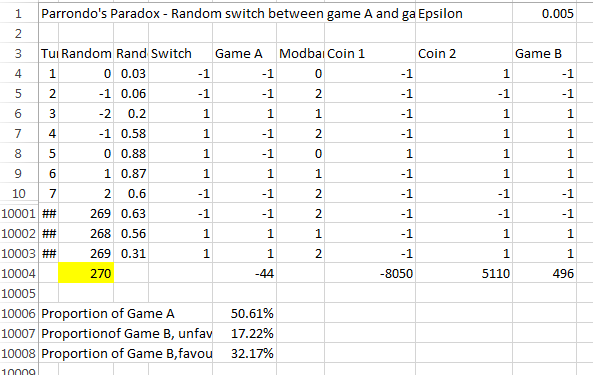 1 Parrondo's Paradox - Random switch between game A and ga Epsilon 0.005
2
3 Tu Random Rand Switch Game A Modba Coin 1 Coin 2 Game B
4 1 0 0.03 -1 -1 0 -1 1 -1
5 2 -1 0.06 -1 -1 2 -1 -1 -1
6 3 -2 0.2 1 1 1 -1 1 1
7 4 -1 0.58 1 -1 2 -1 1 1
8 5 0 0.88 1 -1 0 1 1 1
9 6 1 0.87 1 1 1 1 1 1
10 7 2 0.6 -1 -1 2 -1 -1 -1
10001 ## 269 0.63 -1 -1 2 -1 -1 -1
10002 ## 268 0.56 1 1 1 -1 1 1
10003 ## 269 0.31 1 1 2 -1 1 1
10004 270 -44 -8050 5110 496
10005
10006 Proportion of Game A 50.61%
10007 Proportionof Game B, unfav 17.22%
10008 Proportion of Game B,favou 32.17%
10009